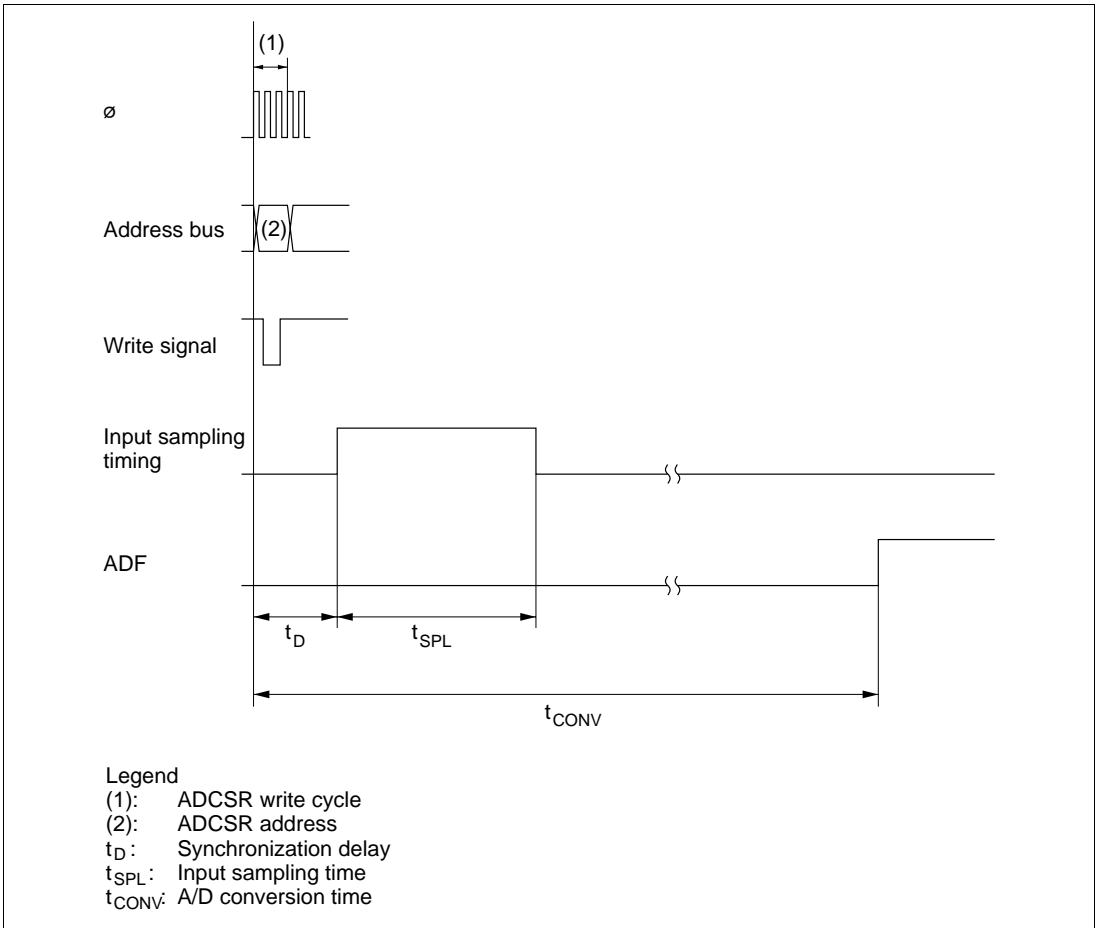 (1)
ø
Address bus
(2)
Write signal
Input sampling
timing
ADF
tD
tSPL
tCONV
Legend
(1): ADCSR write cycle
(2): ADCSR address
tD : Synchronization delay
tSPL : Input sampling time
tCONV: A/D conversion time